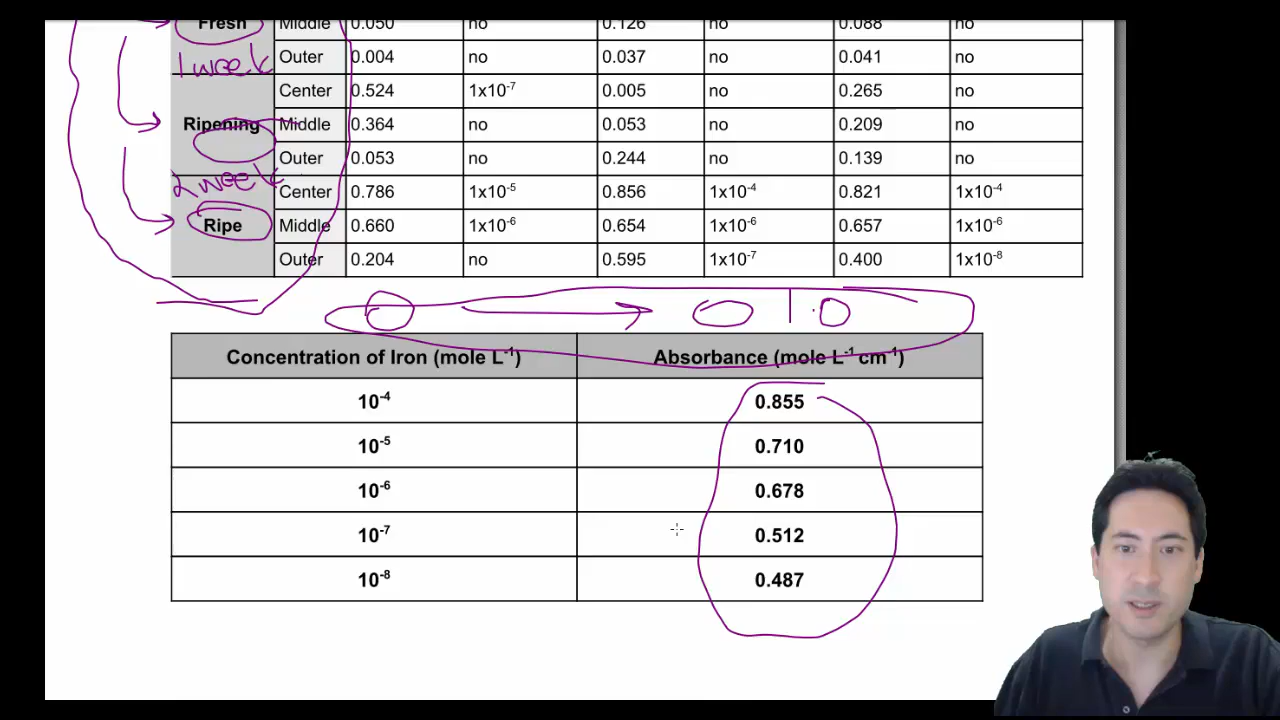 Fresh Middle 0.050 no 0.126 no 0.088 no
1 week Outer 0.004 no 0.037 no 0.041 no
Center 0.524 1x10-7 0.005 no 0.265 no
Ripening Middle 0.364 no 0.053 no 0.209 no
Outer 0.053 no 0.244 no 0.139 no
2 week Center 0.786 1x10-5 0.856 1x10-4 0.821 1x10-4
Ripe Middle 0.660 1x10-6 0.654 1x10-6 0.657 1x10-6
Outer 0.204 no 0.595 1x10-7 0.400 1x10-8
0 → 0 1.0
Concentration of Iron (mole L-1) Absorbance (mole L-1 cm-1)
10-4 0.855
10-5 0.710
10-6 0.678
10-7 0.512
10-8 0.487